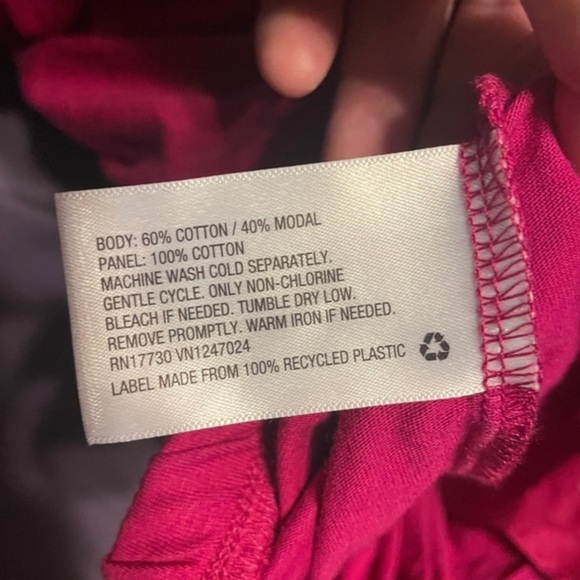 BODY: 60% COTTON / 40% MODAL
PANEL: 100% COTTON
MACHINE WASH COLD SEPARATELY.
GENTLE CYCLE. ONLY NON-CHLORINE
BLEACH IF NEEDED. TUMBLE DRY LOW.
REMOVE PROMPTLY. WARM IRON IF NEEDED.
RN17730 VN1247024
LABEL MADE FROM 100% RECYCLED PLASTIC